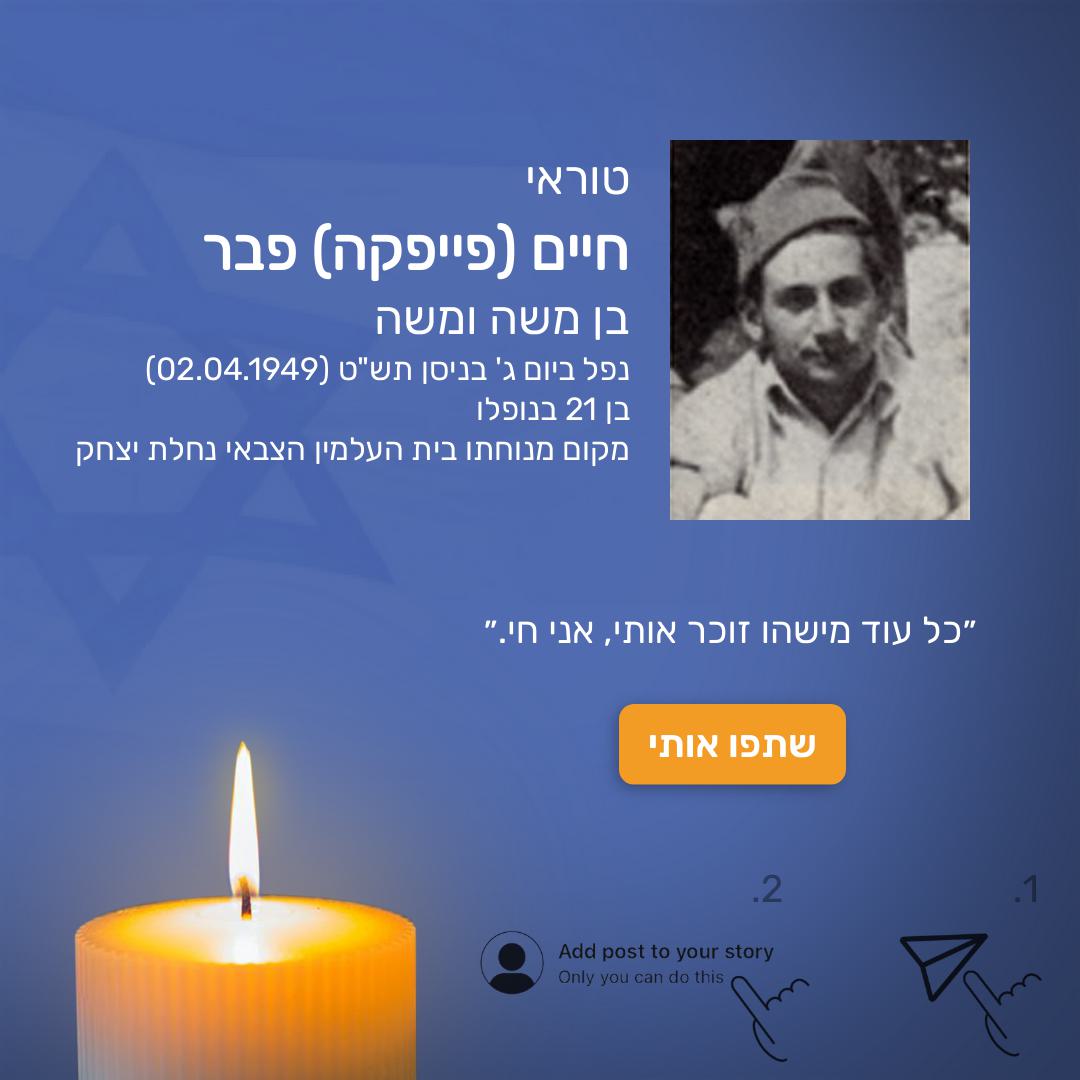 טוראי
חיים (פייפקה) פבר
בן משה ומשה
נפל ביום ג' בניסן תש"ט (02.04.1949)
בן 21 בנופלו
מקום מנוחתו בית העלמין הצבאי נחלת יצחק
״כל עוד מישהו זוכר אותי, אני חי.״
שתפו אותי
.1
.2
Add post to your story
Only you can do this